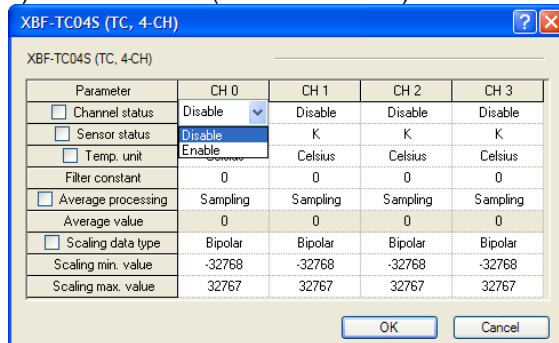 XBF-TC04S (TC, 4-CH)
XBF-TC04S (TC, 4-CH)
Parameter CH 0 CH 1 CH 2 CH 3
Channel status Disable Disable Disable Disable
Sensor status Disable K K K
Enable
Temp. unit Celsius Celsius Celsius
Filter constant 0 0 0 0
Average processing Sampling Sampling Sampling Sampling
Average value 0 0 0 0
Scaling data type Bipolar Bipolar Bipolar Bipolar
Scaling min. value -32768 -32768 -32768 -32768
Scaling max. value 32767 32767 32767 32767
OK Cancel